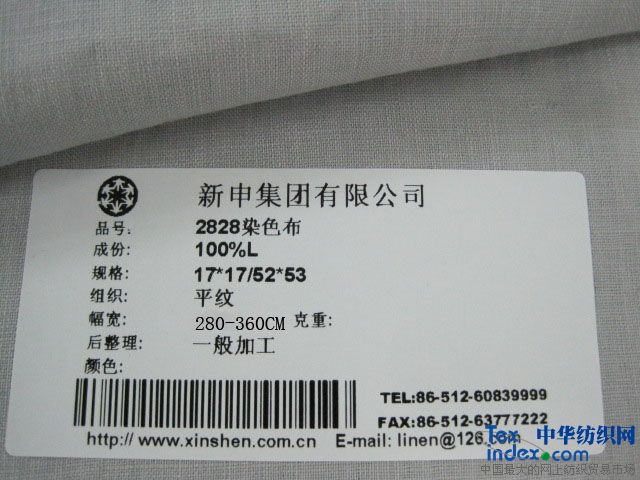 新申集团有限公司
品号: 2828染色布
成份: 100%L
规格: 17*17/52*53
组织: 平纹
幅宽: 280-360CM 克重:
后整理: 一般加工
颜色:
TEL:86-512-60839999
FAX:86-512-63777222
http://www.xinshen.com.cn E-mail: linen@126.com
Tex 中华纺织网
index.com
中国最大的网上纺织贸易市场